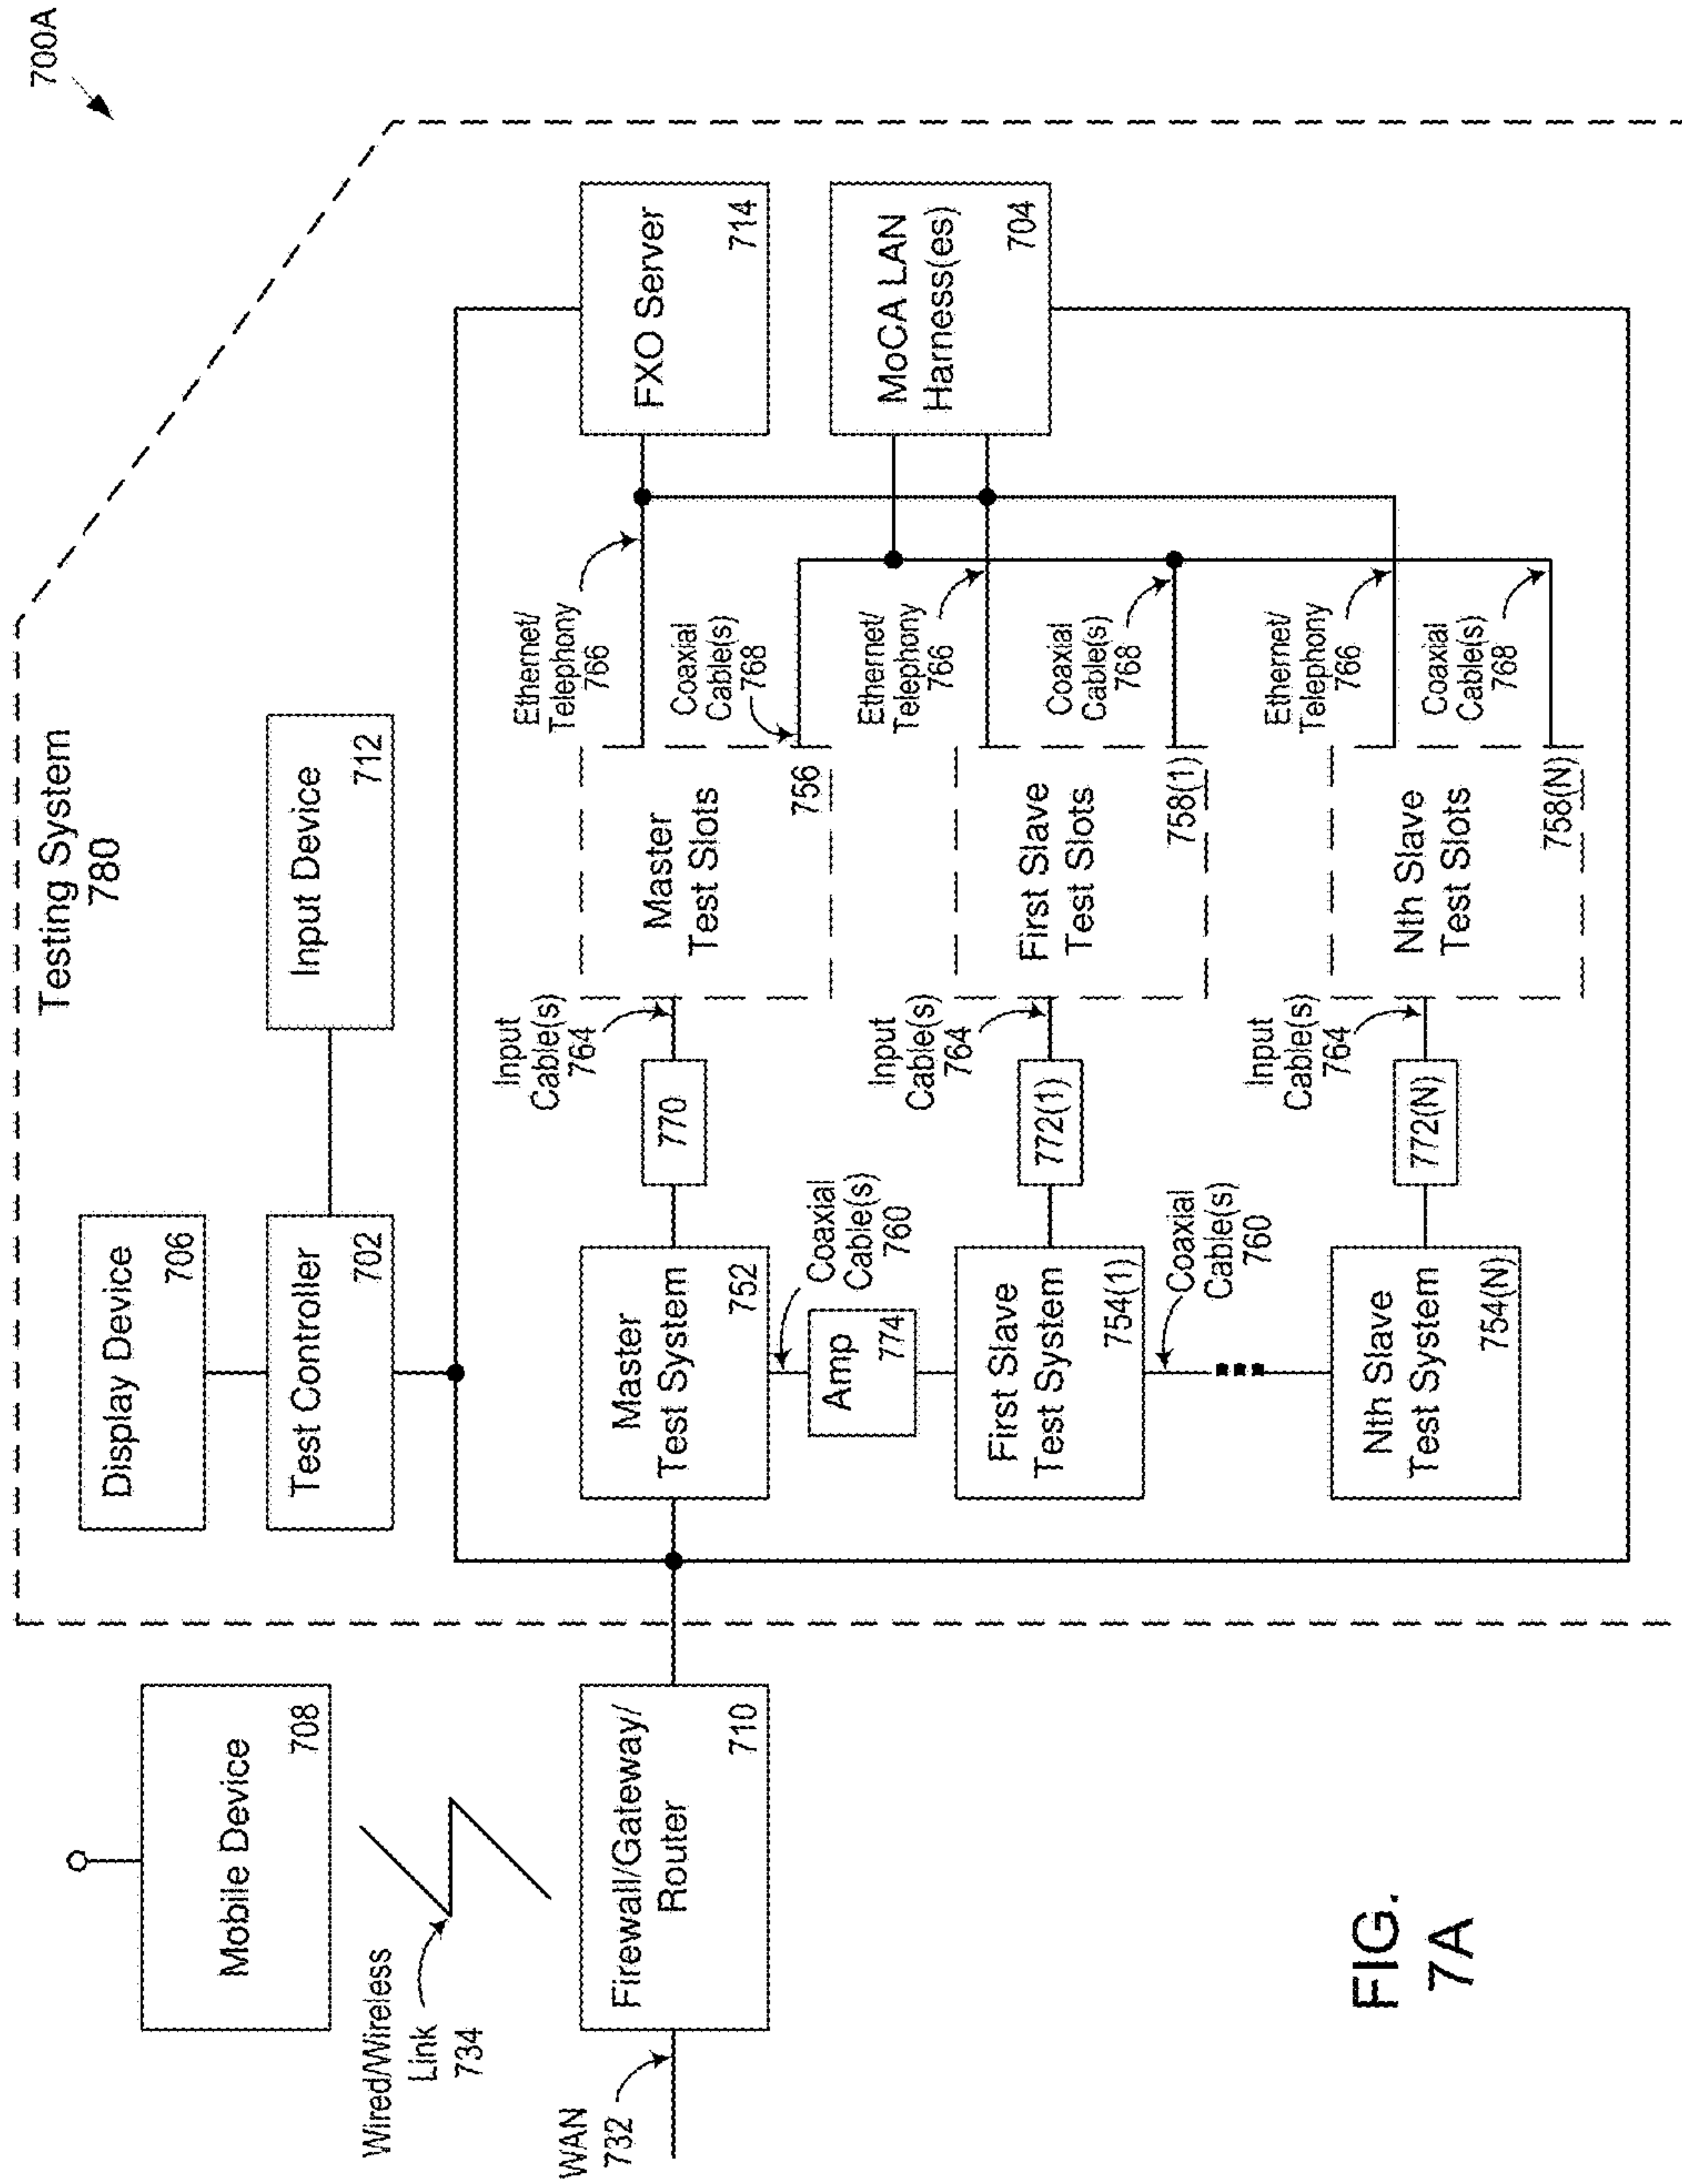 700A
Testing System
780
Display Device
706
Test Controller
702
Input Device
712
Mobile Device
708
Wired/Wireless
Link
734
WAN
732
Firewall/Gateway/
Router
710
Master
Test System
752
770
Input
Cable(s)
764
Master
Test Slots
756
Ethernet/
Telephony
766
Coaxial
Cable(s)
768
FXO Server
714
Coaxial
Cable(s)
760
Amp
774
MoCA LAN
Harness(es)
704
First Slave
Test System
754(1)
772(1)
Input
Cable(s)
764
First Slave
Test Slots
758(1)
Ethernet/
Telephony
766
Coaxial
Cable(s)
768
Coaxial
Cable(s)
760
Nth Slave
Test System
754(N)
772(N)
Input
Cable(s)
764
Nth Slave
Test Slots
758(N)
Ethernet/
Telephony
766
Coaxial
Cable(s)
768
FIG.
7A